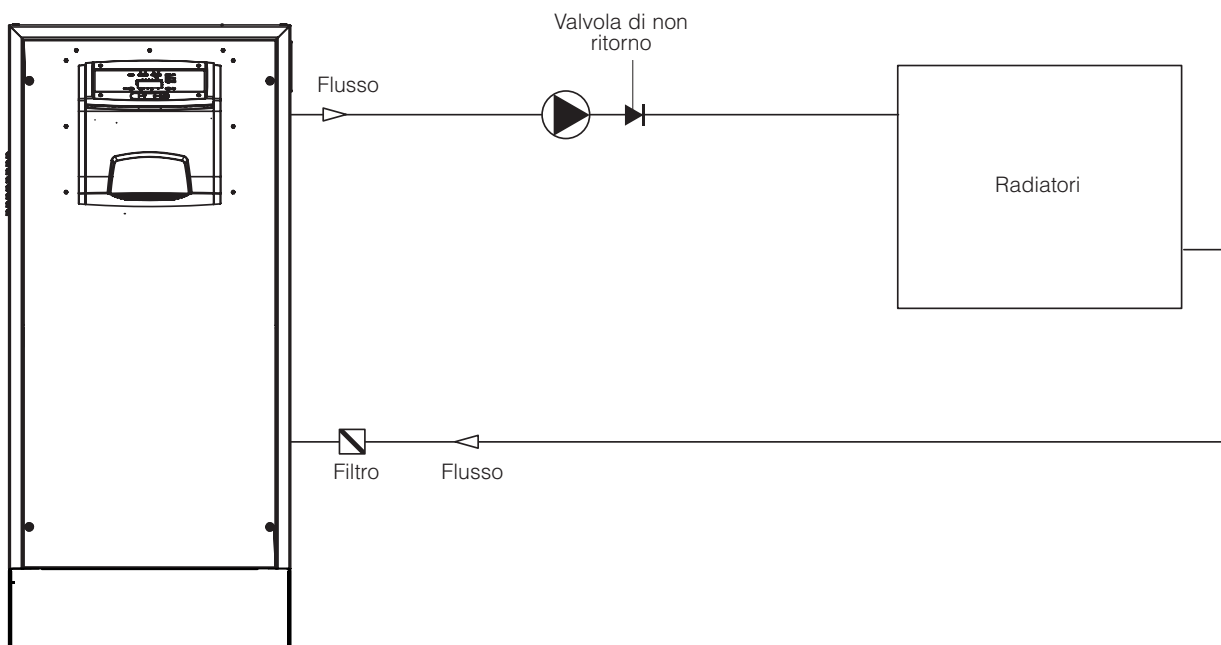 Valvola di non
ritorno
Flusso
Radiatori
Filtro
Flusso